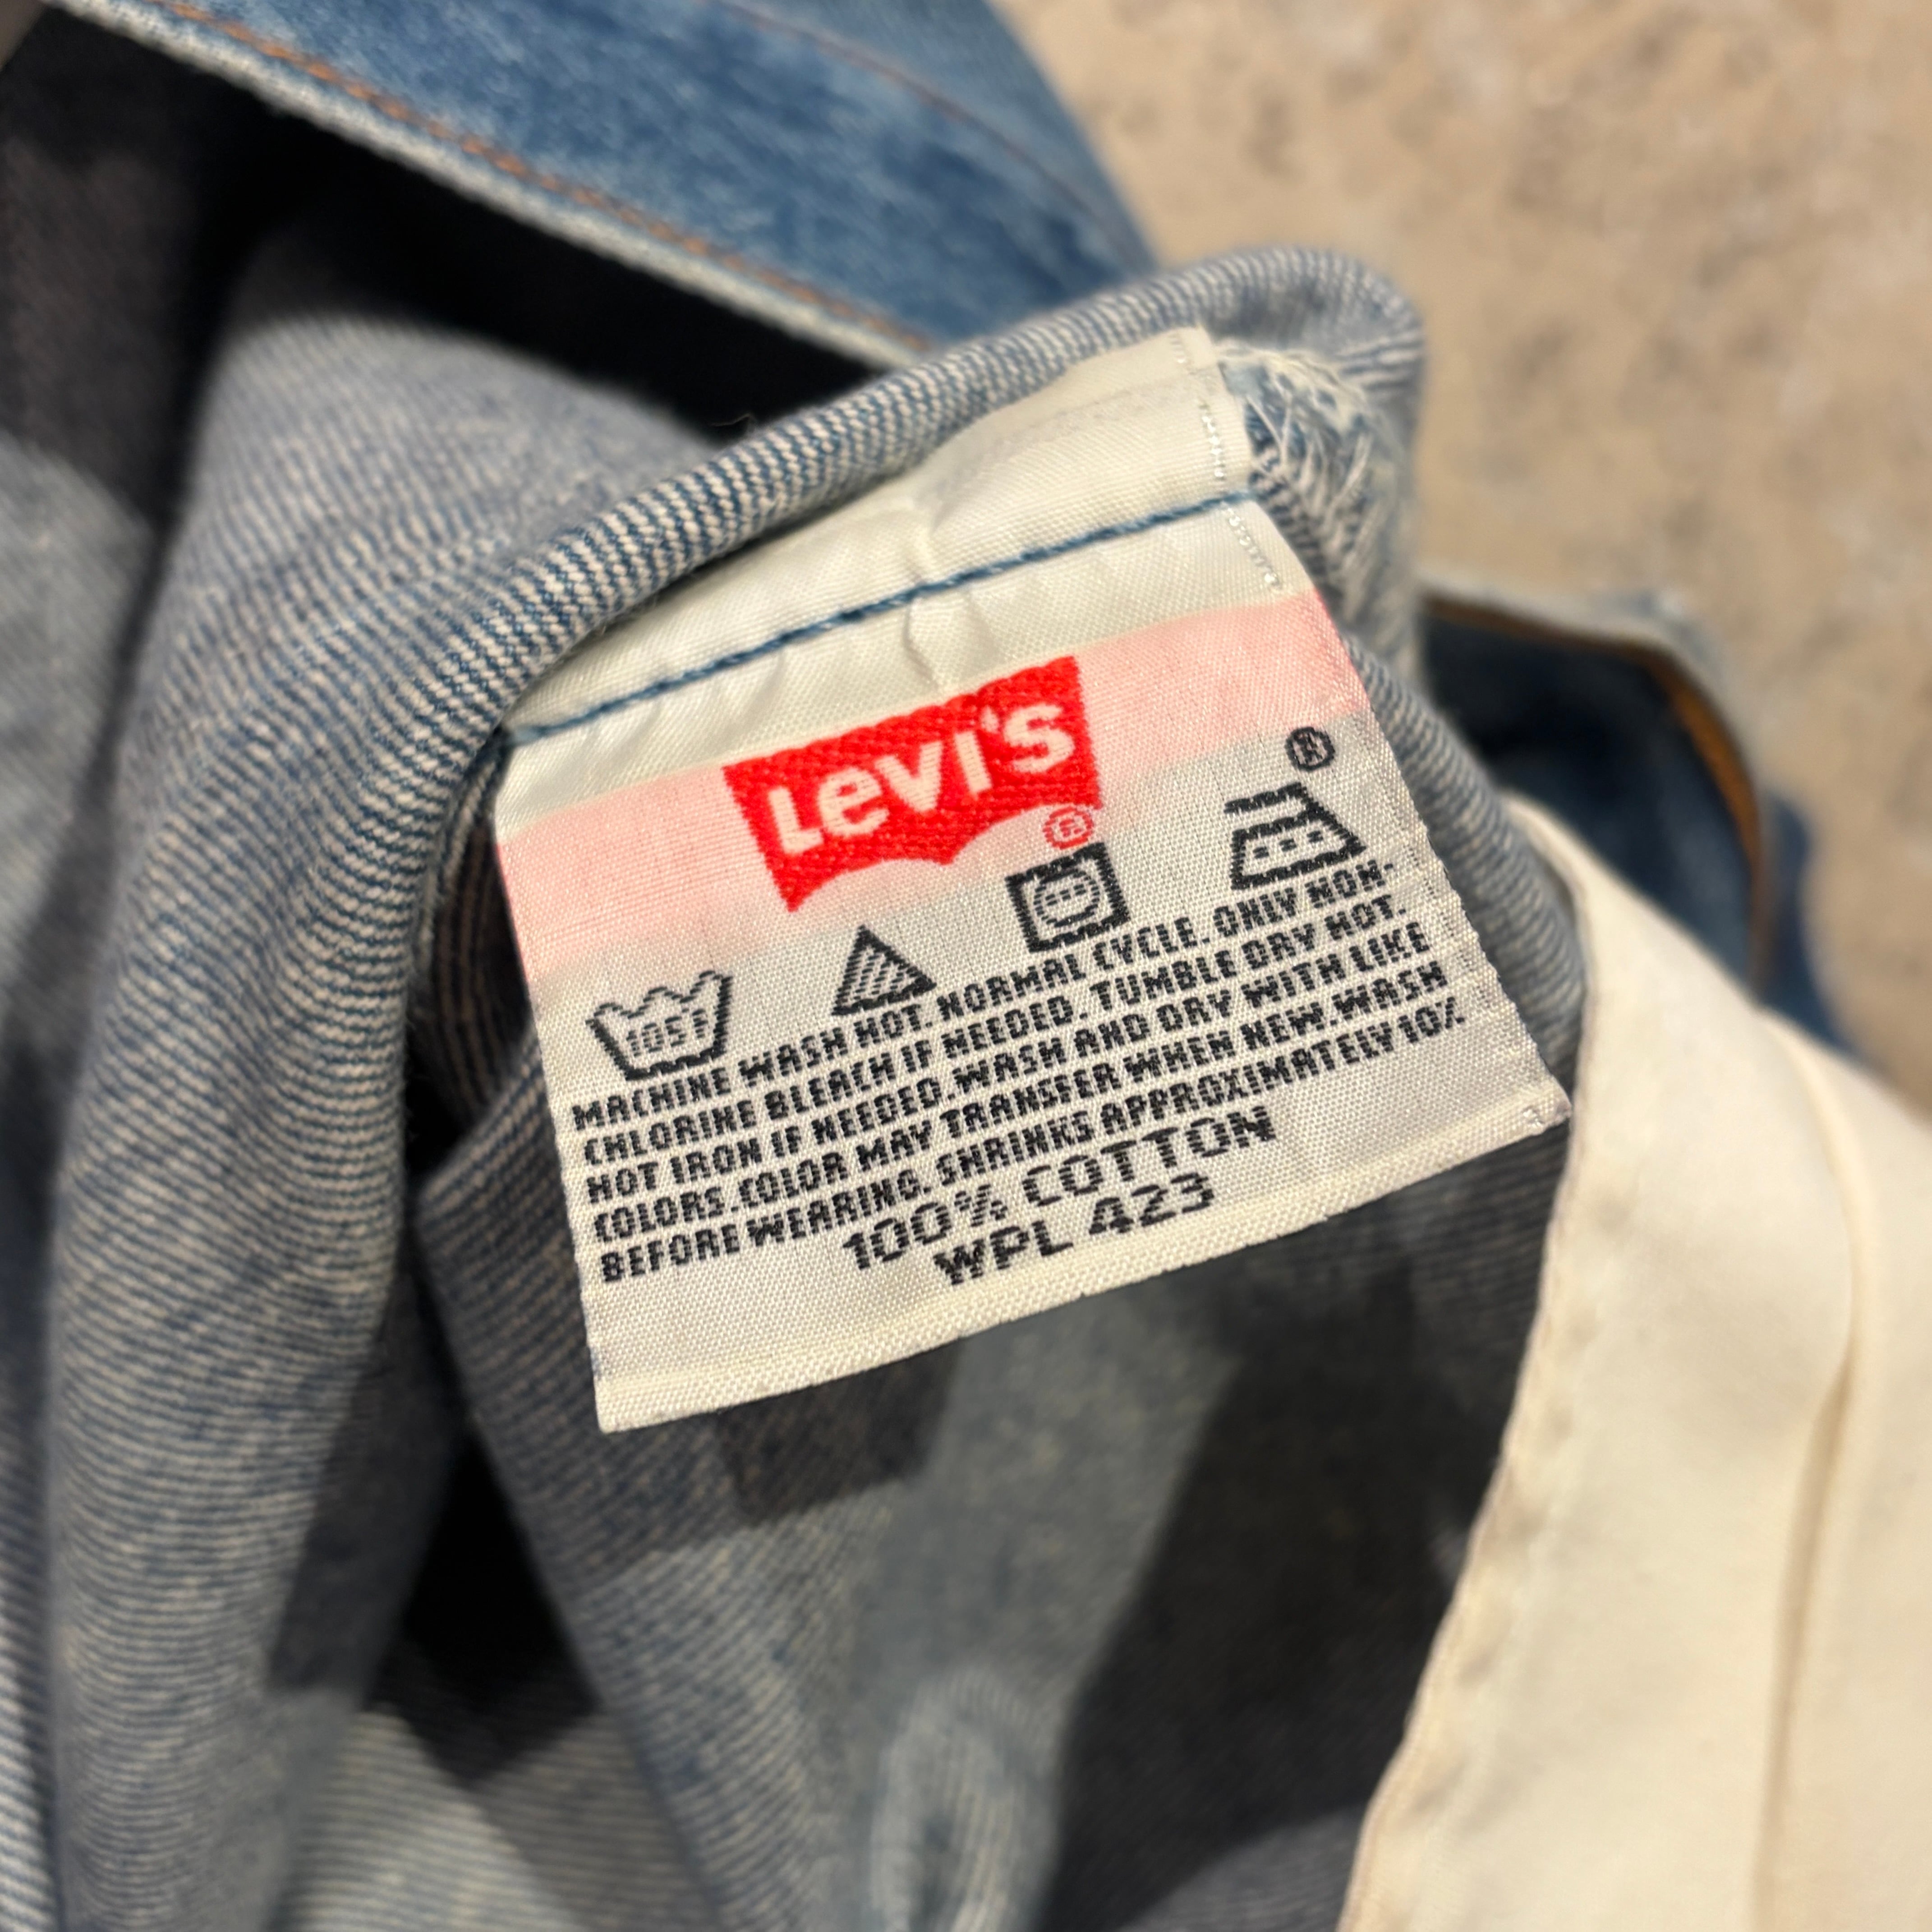 LEVI'S
®
®
105F
MACHINE WASH HOT. NORMAL CYCLE. ONLY NON-
CHLORINE BLEACH IF NEEDED. TUMBLE DRY HOT.
HOT IRON IF NEEDED.WASH AND DRY WITH LIKE
COLORS.COLOR MAY TRANSFER WHEN NEW.WASH
BEFORE WEARING. SHRINKS APPROXIMATELY 10%
100% COTTON
WPL 423